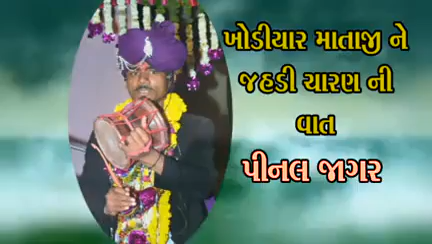 ખોડીયાર માતાજી ને
જહડી ચારણ ની
વાત
પીનલ જાગર